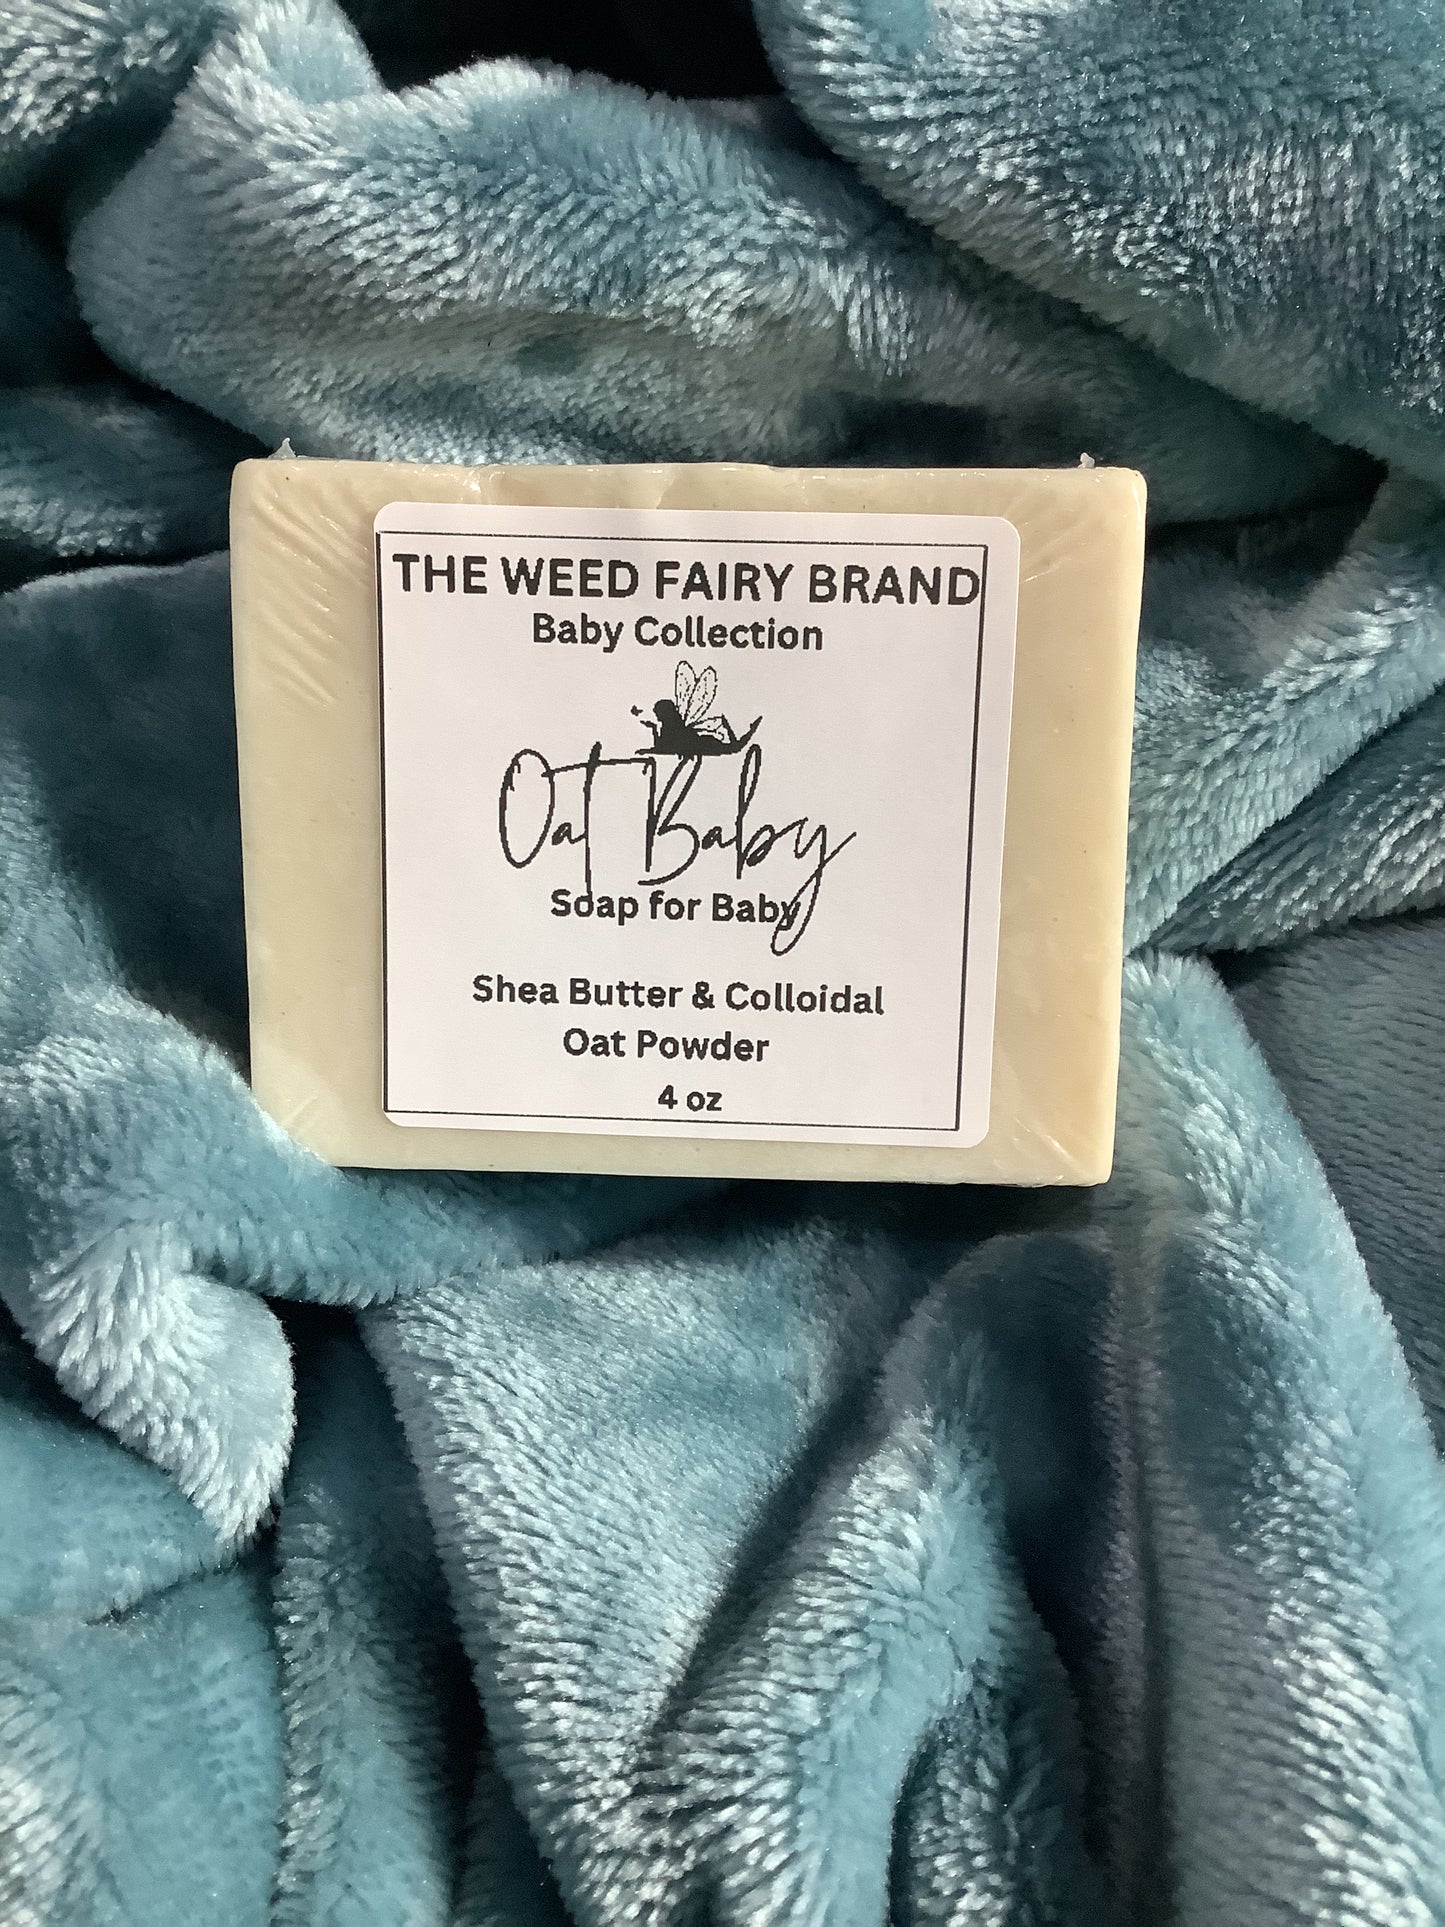 THE WEED FAIRY BRAND
Baby Collection
Oat Baby
Soap for Baby
Shea Butter & Colloidal
Oat Powder
4 oz